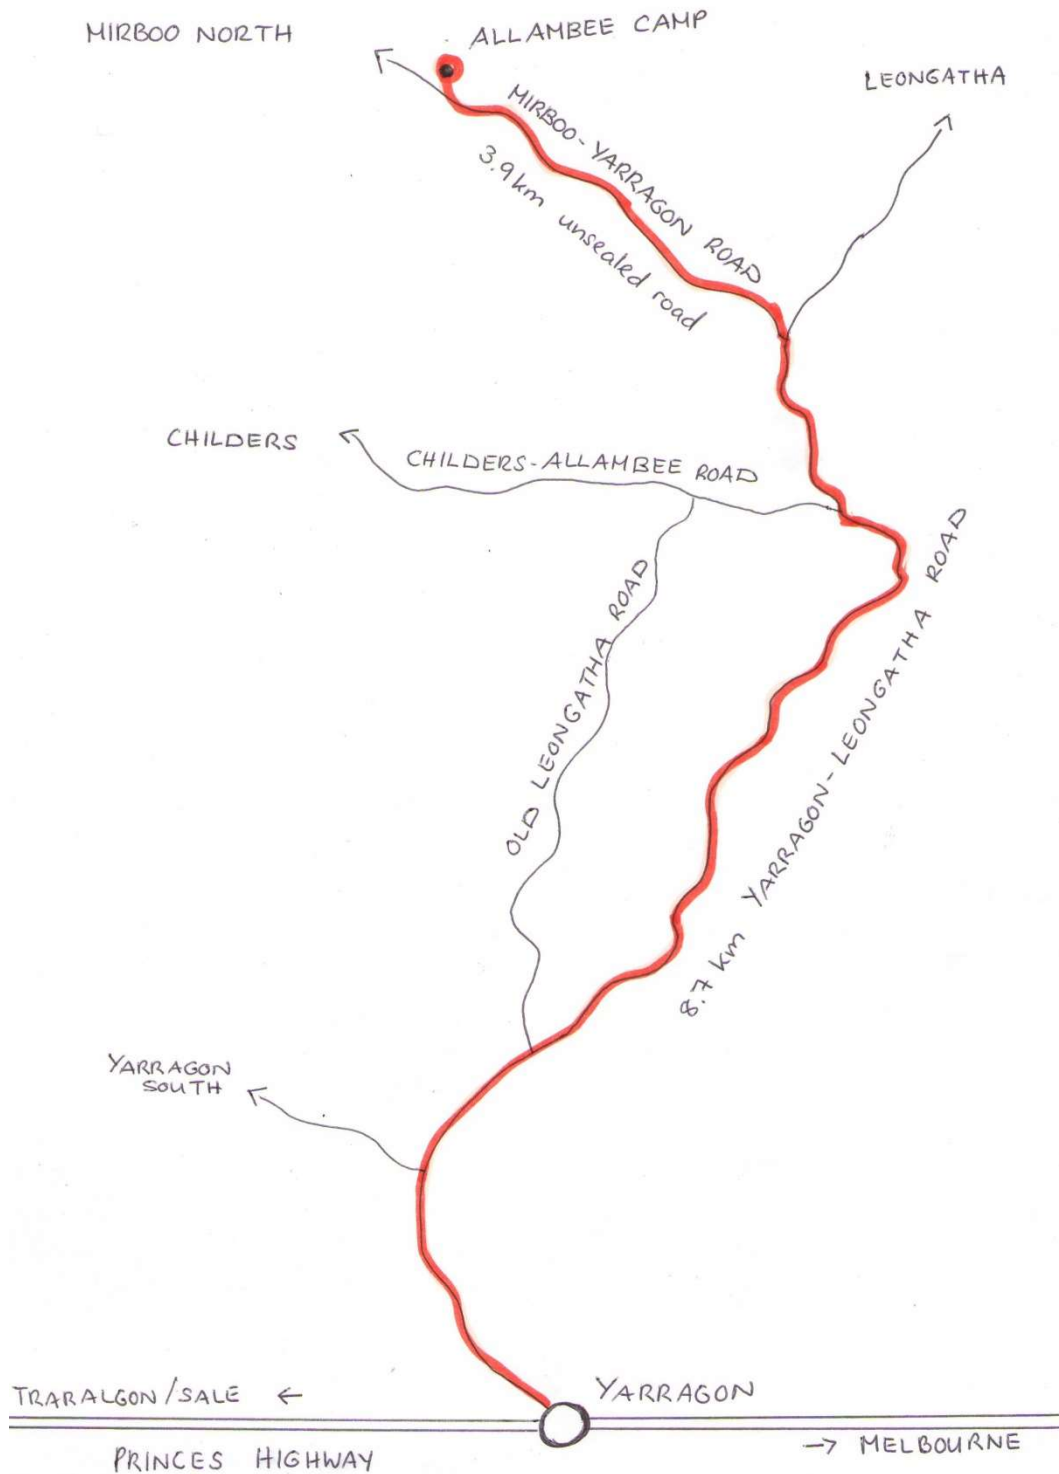 MIRBOO NORTH
ALLAMBEE CAMP
LEONGATHA
MIRBOO-YARRAGON ROAD
3.9km unsealed road
CHILDERS
CHILDERS-ALLAMBEE ROAD
OLD LEONGATHA ROAD
8.7 km YARRAGON-LEONGATHA ROAD
YARRAGON
SOUTH
TRARALGON/SALE ←
YARRAGON
PRINCES HIGHWAY
→ MELBOURNE